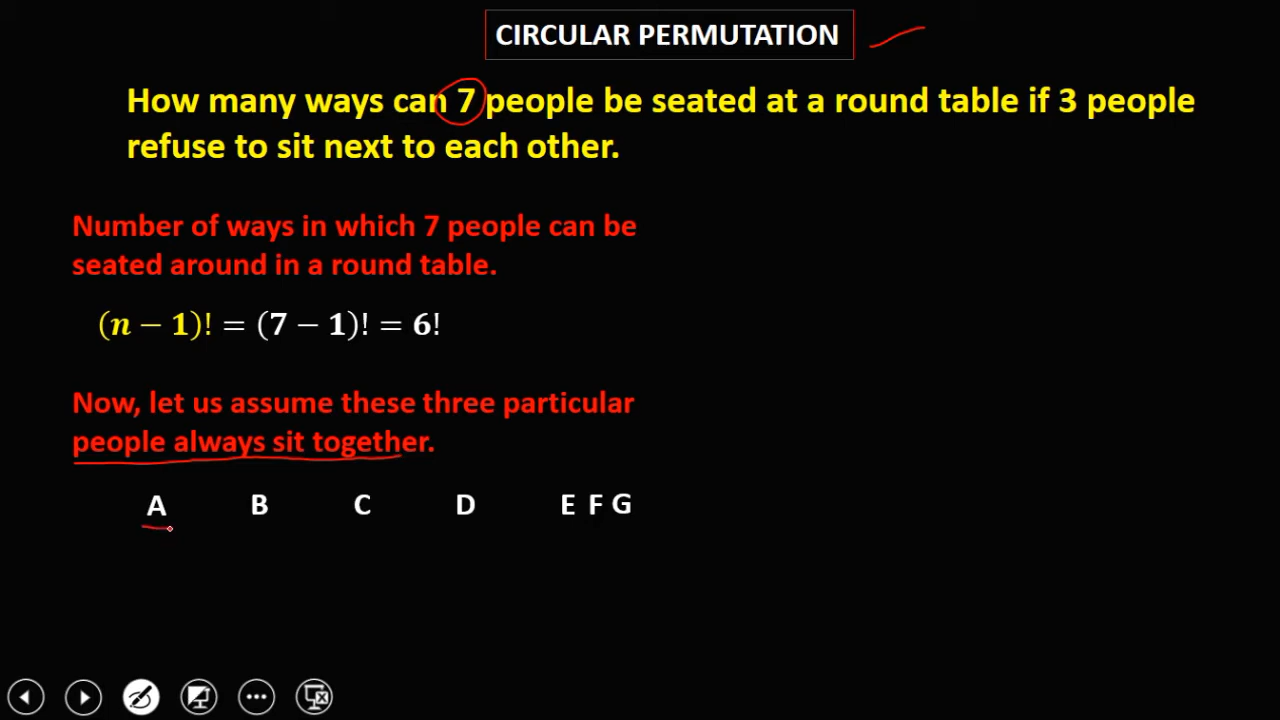 CIRCULAR PERMUTATION
How many ways can 7 people be seated at a round table if 3 people
refuse to sit next to each other.
Number of ways in which 7 people can be
seated around in a round table.
(n − 1)! = (7 − 1)! = 6!
Now, let us assume these three particular
people always sit together.
A B C D E F G